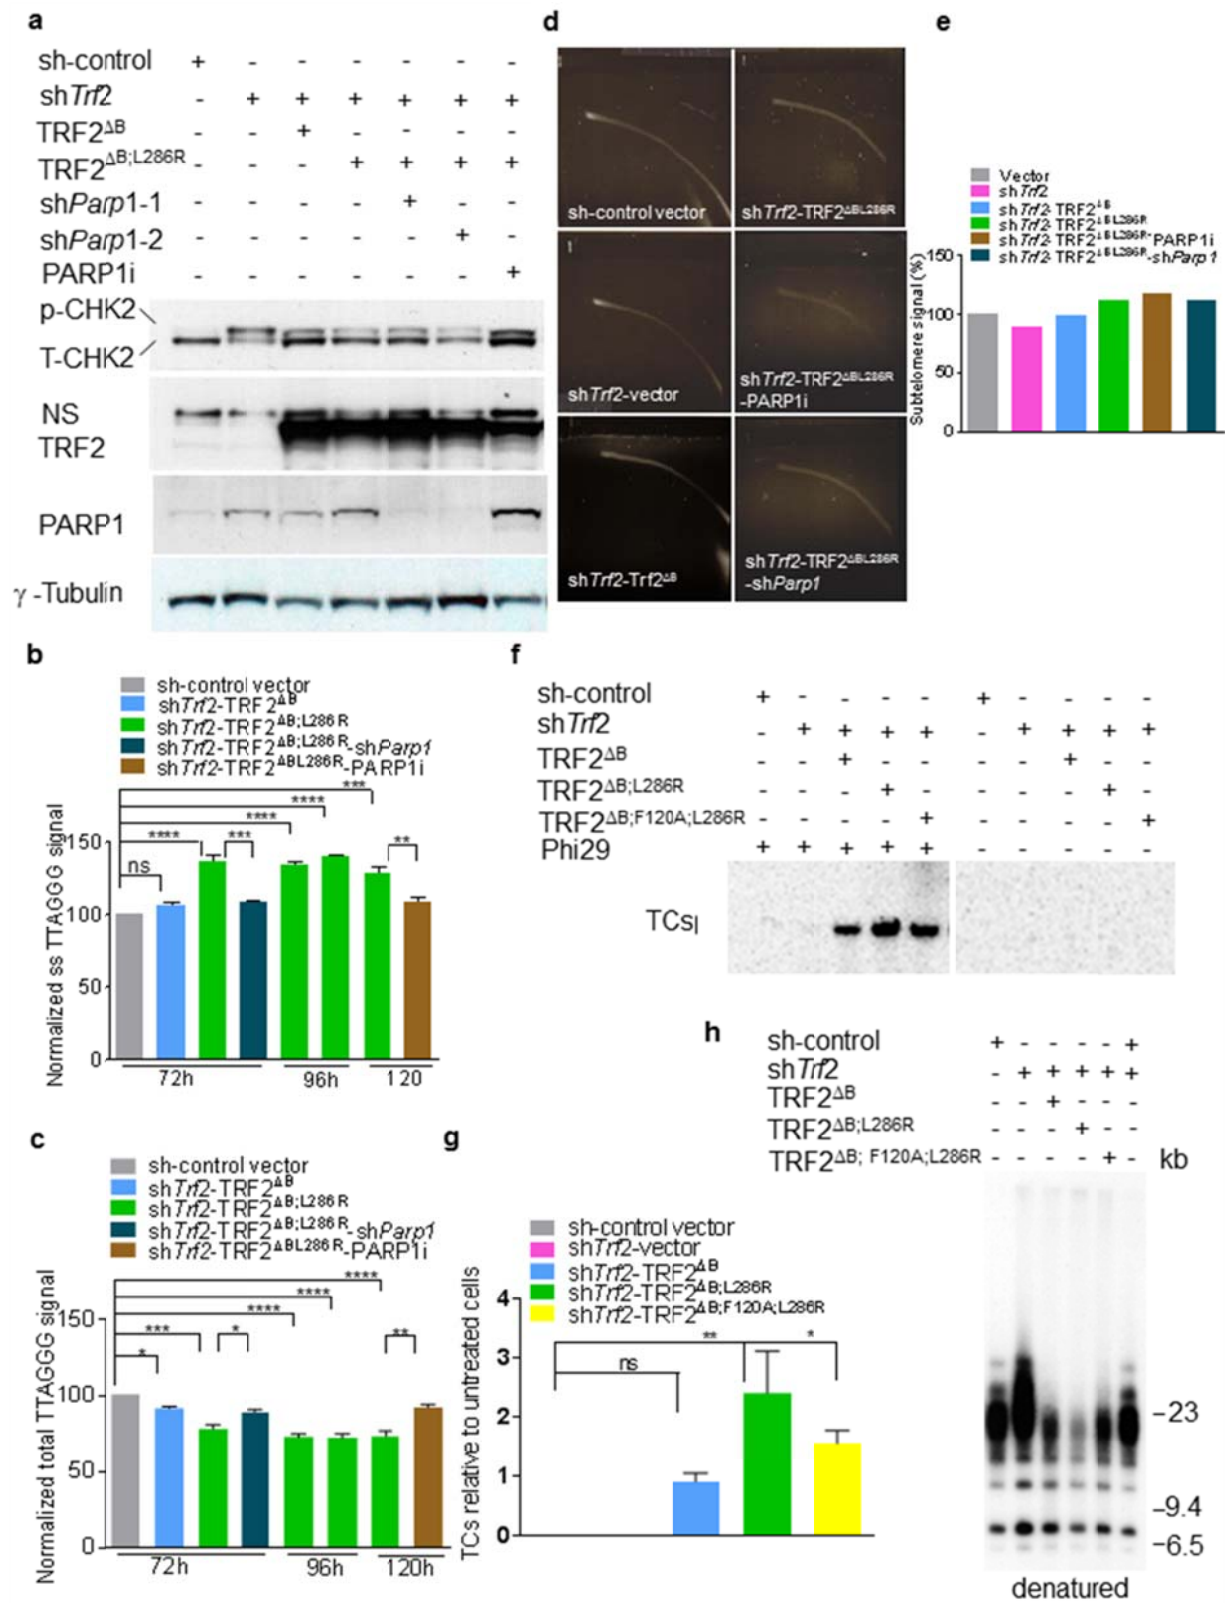 a
sh-control + - - - - - -
shTrf2 - + + + + + +
TRF2ΔB - - + - - - -
TRF2ΔB;L286R - - - + + + +
shParp1-1 - - - - + - -
shParp1-2 - - - - - + -
PARP1i - - - - - - +
p-CHK2
T-CHK2
NS
TRF2
PARP1
γ-Tubulin
b
sh-control vector
shTrf2-TRF2ΔB
shTrf2-TRF2ΔB;L286R
shTrf2-TRF2ΔB;L286R-shParp1
shTrf2-TRF2ΔBL286R-PARP1i
Normalized ss TTAGGG signal
150
100
50
0
ns
****
***
****
****
***
**
72h 96h 120
c
sh-control vector
shTrf2-TRF2ΔB
shTrf2-TRF2ΔB;L286R
shTrf2-TRF2ΔB;L286R-shParp1
shTrf2-TRF2ΔBL286R-PARP1i
Normalized total TTAGGG signal
150
100
50
0
*
***
*
****
****
****
**
72h 96h 120h
d
sh-control vector
shTrf2-TRF2ΔBL286R
shTrf2-vector
shTrf2-TRF2ΔBL286R
-PARP1i
shTrf2-Trf2ΔB
shTrf2-TRF2ΔBL286R
-shParp1
e
Vector
shTrf2
shTrf2-TRF2ΔB
shTrf2-TRF2ΔBL286R
shTrf2-TRF2ΔBL286R-PARP1i
shTrf2-TRF2ΔBL286R-shParp1
Subtelomere signal (%)
150
100
50
0
f
sh-control + - - - - + - - - -
shTrf2 - + + + + - + + + +
TRF2ΔB - - + - - - - + - -
TRF2ΔB;L286R - - - + - - - - + -
TRF2ΔB;F120A;L286R - - - - + - - - - +
Phi29 + + + + + - - - - -
TCs
g
sh-control vector
shTrf2-vector
shTrf2-TRF2ΔB
shTrf2-TRF2ΔB;L286R
shTrf2-TRF2ΔB;F120A;L286R
TCs relative to untreated cells
4
3
2
1
0
ns
**
*
h
sh-control + - - - - +
shTrf2 - + + + + +
TRF2ΔB - - + - - -
TRF2ΔB;L286R - - - + - -
TRF2ΔB; F120A;L286R - - - - + -
kb
-23
-9.4
-6.5
denatured